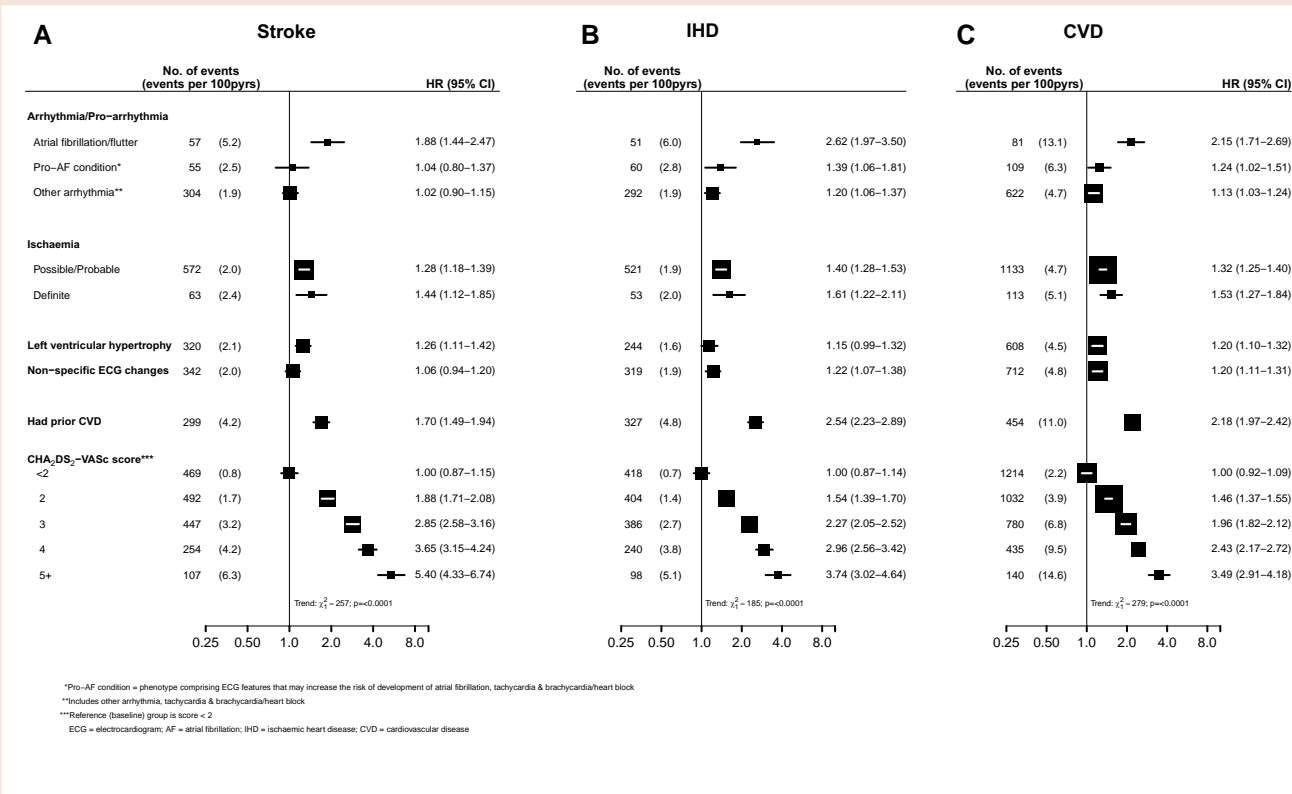 A Stroke B IHD C CVD
No. of events No. of events No. of events
(events per 100pyrs) HR (95% CI) (events per 100pyrs) HR (95% CI) (events per 100pyrs) HR (95% CI)
Arrhythmia/Pro−arrhythmia
Atrial fibrillation/flutter 57 (5.2) 1.88 (1.44−2.47) 51 (6.0) 2.62 (1.97−3.50) 81 (13.1) 2.15 (1.71−2.69)
Pro−AF condition* 55 (2.5) 1.04 (0.80−1.37) 60 (2.8) 1.39 (1.06−1.81) 109 (6.3) 1.24 (1.02−1.51)
Other arrhythmia** 304 (1.9) 1.02 (0.90−1.15) 292 (1.9) 1.20 (1.06−1.37) 622 (4.7) 1.13 (1.03−1.24)
Ischaemia
Possible/Probable 572 (2.0) 1.28 (1.18−1.39) 521 (1.9) 1.40 (1.28−1.53) 1133 (4.7) 1.32 (1.25−1.40)
Definite 63 (2.4) 1.44 (1.12−1.85) 53 (2.0) 1.61 (1.22−2.11) 113 (5.1) 1.53 (1.27−1.84)
Left ventricular hypertrophy 320 (2.1) 1.26 (1.11−1.42) 244 (1.6) 1.15 (0.99−1.32) 608 (4.5) 1.20 (1.10−1.32)
Non−specific ECG changes 342 (2.0) 1.06 (0.94−1.20) 319 (1.9) 1.22 (1.07−1.38) 712 (4.8) 1.20 (1.11−1.31)
Had prior CVD 299 (4.2) 1.70 (1.49−1.94) 327 (4.8) 2.54 (2.23−2.89) 454 (11.0) 2.18 (1.97−2.42)
CHA₂DS₂−VASc score***
<2 469 (0.8) 1.00 (0.87−1.15) 418 (0.7) 1.00 (0.87−1.14) 1214 (2.2) 1.00 (0.92−1.09)
2 492 (1.7) 1.88 (1.71−2.08) 404 (1.4) 1.54 (1.39−1.70) 1032 (3.9) 1.46 (1.37−1.55)
3 447 (3.2) 2.85 (2.58−3.16) 386 (2.7) 2.27 (2.05−2.52) 780 (6.8) 1.96 (1.82−2.12)
4 254 (4.2) 3.65 (3.15−4.24) 240 (3.8) 2.96 (2.56−3.42) 435 (9.5) 2.43 (2.17−2.72)
5+ 107 (6.3) 5.40 (4.33−6.74) 98 (5.1) 3.74 (3.02−4.64) 140 (14.6) 3.49 (2.91−4.18)
Trend: χ²₁ − 257; p=<0.0001 Trend: χ²₁ − 185; p=<0.0001 Trend: χ²₁ − 279; p=<0.0001
0.25 0.50 1.0 2.0 4.0 8.0 0.25 0.50 1.0 2.0 4.0 8.0 0.25 0.50 1.0 2.0 4.0 8.0
*Pro−AF condition = phenotype comprising ECG features that may increase the risk of development of atrial fibrillation, tachycardia & brachycardia/heart block
**Includes other arrhythmia, tachycardia & brachycardia/heart block
***Reference (baseline) group is score < 2
ECG = electrocardiogram; AF = atrial fibrillation; IHD = ischaemic heart disease; CVD = cardiovascular disease